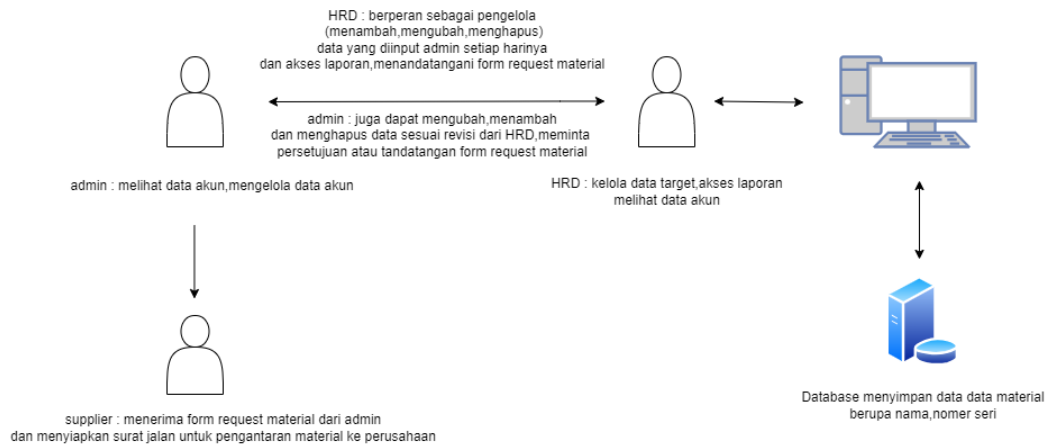 HRD : berperan sebagai pengelola
(menambah,mengubah,menghapus)
data yang diinput admin setiap harinya
dan akses laporan,menandatangani form request material
admin : juga dapat mengubah,menambah
dan menghapus data sesuai revisi dari HRD,meminta
persetujuan atau tandatangan form request material
admin : melihat data akun,mengelola data akun
HRD : kelola data target,akses laporan
melihat data akun
supplier : menerima form request material dari admin
dan menyiapkan surat jalan untuk pengantaran material ke perusahaan
Database menyimpan data data material
berupa nama,nomer seri